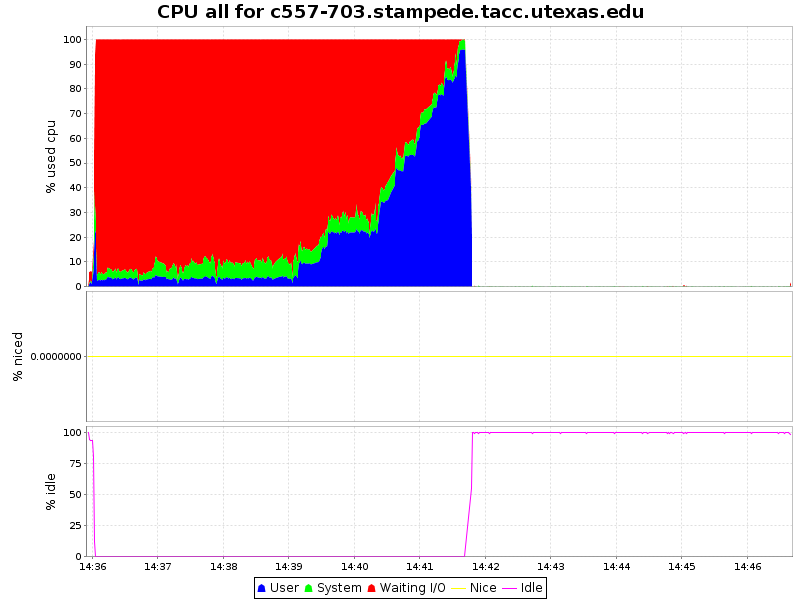 CPU all for c557-703.stampede.tacc.utexas.edu
% used cpu
100
90
80
70
60
50
40
30
20
10
0
% niced
0.0000000
% idle
100
75
50
25
0
14:36 14:37 14:38 14:39 14:40 14:41 14:42 14:43 14:44 14:45 14:46
User System Waiting I/O Nice Idle